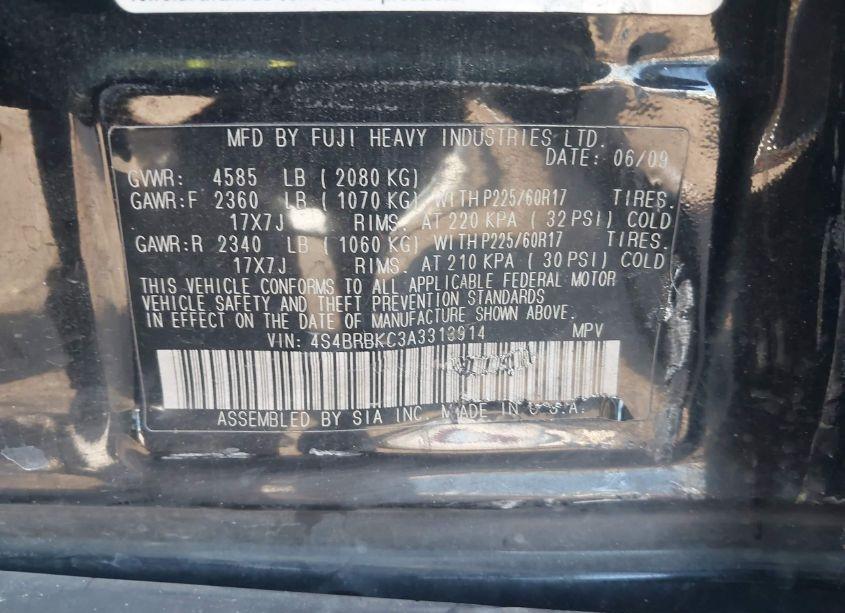 MFD BY FUJI HEAVY INDUSTRIES LTD.
DATE: 06/09
GVWR: 4585 LB ( 2080 KG)
GAWR:F 2360 LB ( 1070 KG) WITH P225/60R17 TIRES.
17X7J RIMS. AT 220 KPA ( 32 PSI) COLD
GAWR:R 2340 LB ( 1060 KG) WITH P225/60R17 TIRES.
17X7J RIMS. AT 210 KPA ( 30 PSI) COLD
THIS VEHICLE CONFORMS TO ALL APPLICABLE FEDERAL MOTOR
VEHICLE SAFETY AND THEFT PREVENTION STANDARDS
IN EFFECT ON THE DATE OF MANUFACTURE SHOWN ABOVE.
VIN: 4S4BRBKC3A3313914 MPV
ASSEMBLED BY SIA INC MADE IN U.S.A.